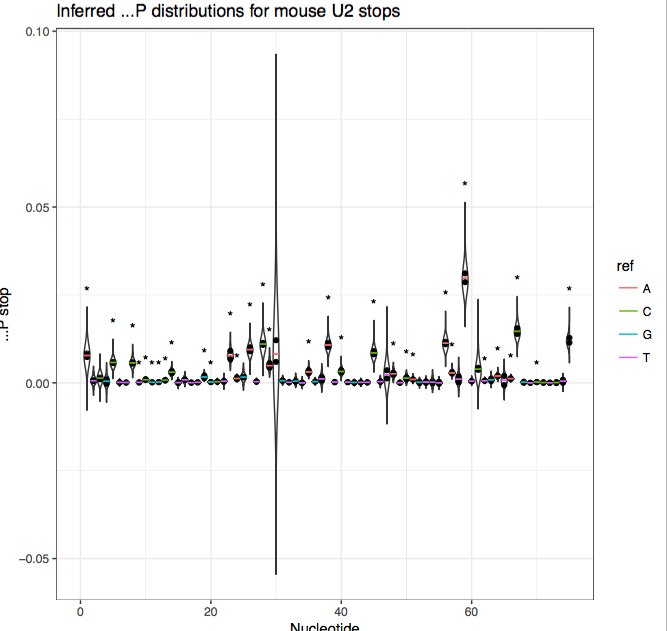 Inferred ...P distributions for mouse U2 stops
0.10
0.05
0.00
−0.05
...P stop
0
20
40
60
Nucleotide
ref
A
C
G
T